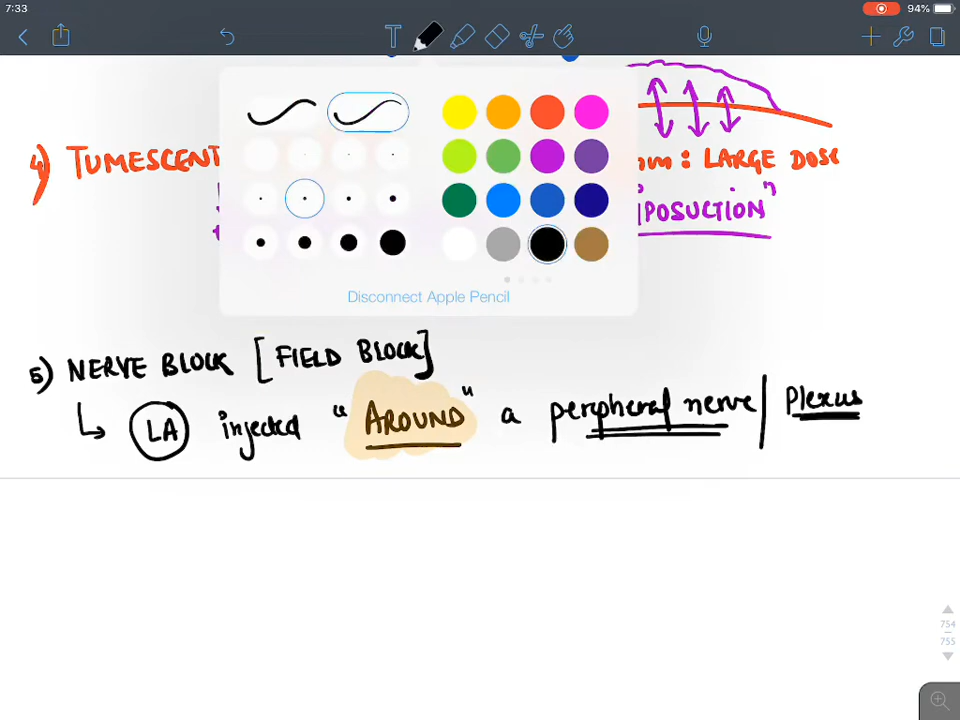 7:33
94%
T
4) TUMESCENT : LARGE DOSE
POSUCTION"
Disconnect Apple Pencil
5) NERVE BLOCK [FIELD BLOCK]
LA injected "AROUND" a peripheral nerve / Plexus
754
755